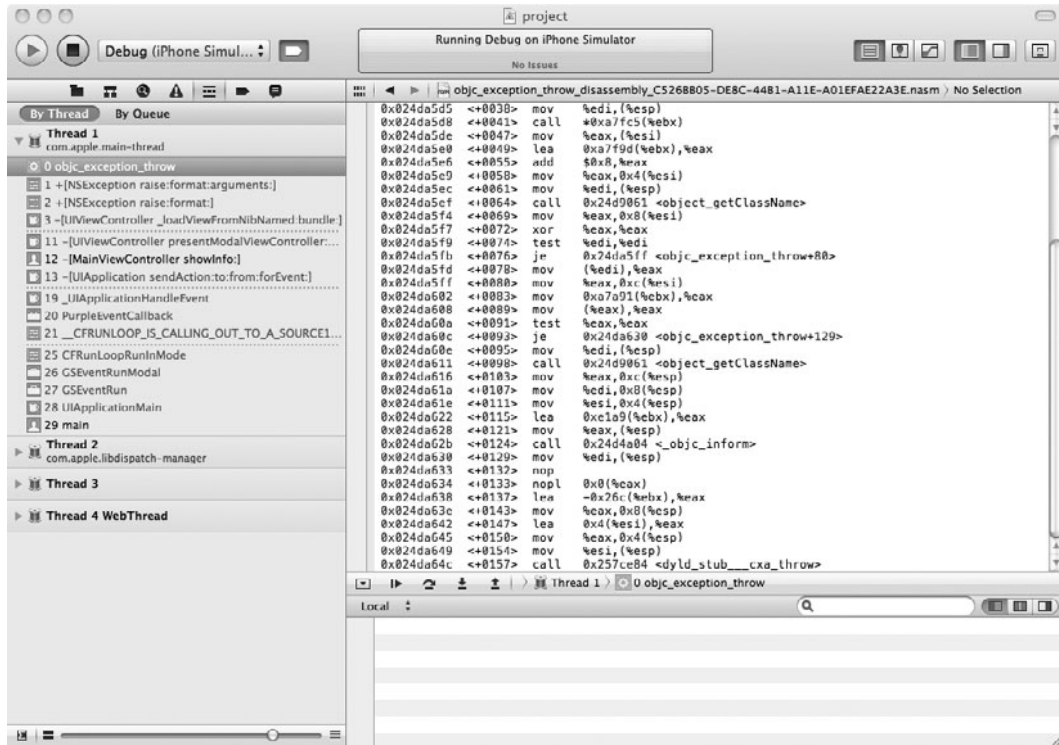 project
Debug (iPhone Simul...
Running Debug on iPhone Simulator
No Issues
objc_exception_throw_disassembly_C526BB05-DE8C-44B1-A11E-A01EFAE22A3E.nasm ⟩ No Selection
By Thread By Queue
Thread 1
com.apple.main-thread
0 objc_exception_throw
1 +[NSException raise:format:arguments:]
2 +[NSException raise:format:]
3 -[UIViewController _loadViewFromNibNamed:bundle:]
11 -[UIViewController presentModalViewController:...
12 -[MainViewController showInfo:]
13 -[UIApplication sendAction:to:from:forEvent:]
19 _UIApplicationHandleEvent
20 PurpleEventCallback
21 __CFRUNLOOP_IS_CALLING_OUT_TO_A_SOURCE1...
25 CFRunLoopRunInMode
26 GSEventRunModal
27 GSEventRun
28 UIApplicationMain
29 main
Thread 2
com.apple.libdispatch-manager
Thread 3
Thread 4 WebThread
0x024da5d5 <+0038> mov %edi,(%esp)
0x024da5d8 <+0041> call *0xa7fc5(%ebx)
0x024da5de <+0047> mov %eax,(%esi)
0x024da5e0 <+0049> lea 0xa7f9d(%ebx),%eax
0x024da5e6 <+0055> add $0x8,%eax
0x024da5e9 <+0058> mov %eax,0x4(%esi)
0x024da5ec <+0061> mov %edi,(%esp)
0x024da5ef <+0064> call 0x24d9061 <object_getClassName>
0x024da5f4 <+0069> mov %eax,0x8(%esi)
0x024da5f7 <+0072> xor %eax,%eax
0x024da5f9 <+0074> test %edi,%edi
0x024da5fb <+0076> je 0x24da5ff <objc_exception_throw+80>
0x024da5fd <+0078> mov (%edi),%eax
0x024da5ff <+0080> mov %eax,0xc(%esi)
0x024da602 <+0083> mov 0xa7a91(%ebx),%eax
0x024da608 <+0089> mov (%eax),%eax
0x024da60a <+0091> test %eax,%eax
0x024da60c <+0093> je 0x24da630 <objc_exception_throw+129>
0x024da60e <+0095> mov %edi,(%esp)
0x024da611 <+0098> call 0x24d9061 <object_getClassName>
0x024da616 <+0103> mov %eax,0xc(%esp)
0x024da61a <+0107> mov %edi,0x8(%esp)
0x024da61e <+0111> mov %esi,0x4(%esp)
0x024da622 <+0115> lea 0xe1a9(%ebx),%eax
0x024da628 <+0121> mov %eax,(%esp)
0x024da62b <+0124> call 0x24d4a04 <_objc_inform>
0x024da630 <+0129> mov %edi,(%esp)
0x024da633 <+0132> nop
0x024da634 <+0133> nopl 0x0(%eax)
0x024da638 <+0137> lea -0x26c(%ebx),%eax
0x024da63e <+0143> mov %eax,0x8(%esp)
0x024da642 <+0147> lea 0x4(%esi),%eax
0x024da645 <+0150> mov %eax,0x4(%esp)
0x024da649 <+0154> mov %esi,(%esp)
0x024da64c <+0157> call 0x257ce84 <dyld_stub___cxa_throw>
Thread 1 ⟩ 0 objc_exception_throw
Local